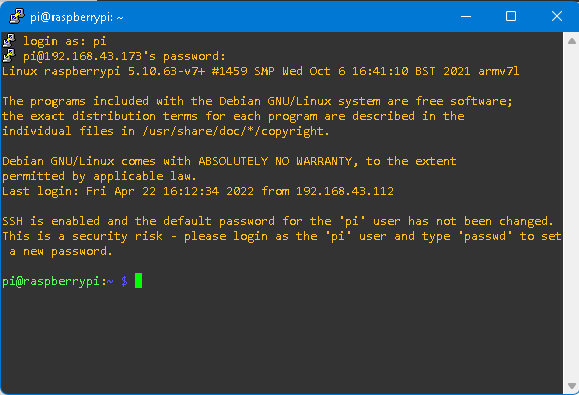 pi@raspberrypi: ~
login as: pi
pi@192.168.43.173's password:
Linux raspberrypi 5.10.63-v7+ #1459 SMP Wed Oct 6 16:41:10 BST 2021 armv7l
The programs included with the Debian GNU/Linux system are free software;
the exact distribution terms for each program are described in the
individual files in /usr/share/doc/*/copyright.
Debian GNU/Linux comes with ABSOLUTELY NO WARRANTY, to the extent
permitted by applicable law.
Last login: Fri Apr 22 16:12:34 2022 from 192.168.43.112
SSH is enabled and the default password for the 'pi' user has not been changed.
This is a security risk - please login as the 'pi' user and type 'passwd' to set
a new password.
pi@raspberrypi:~ $